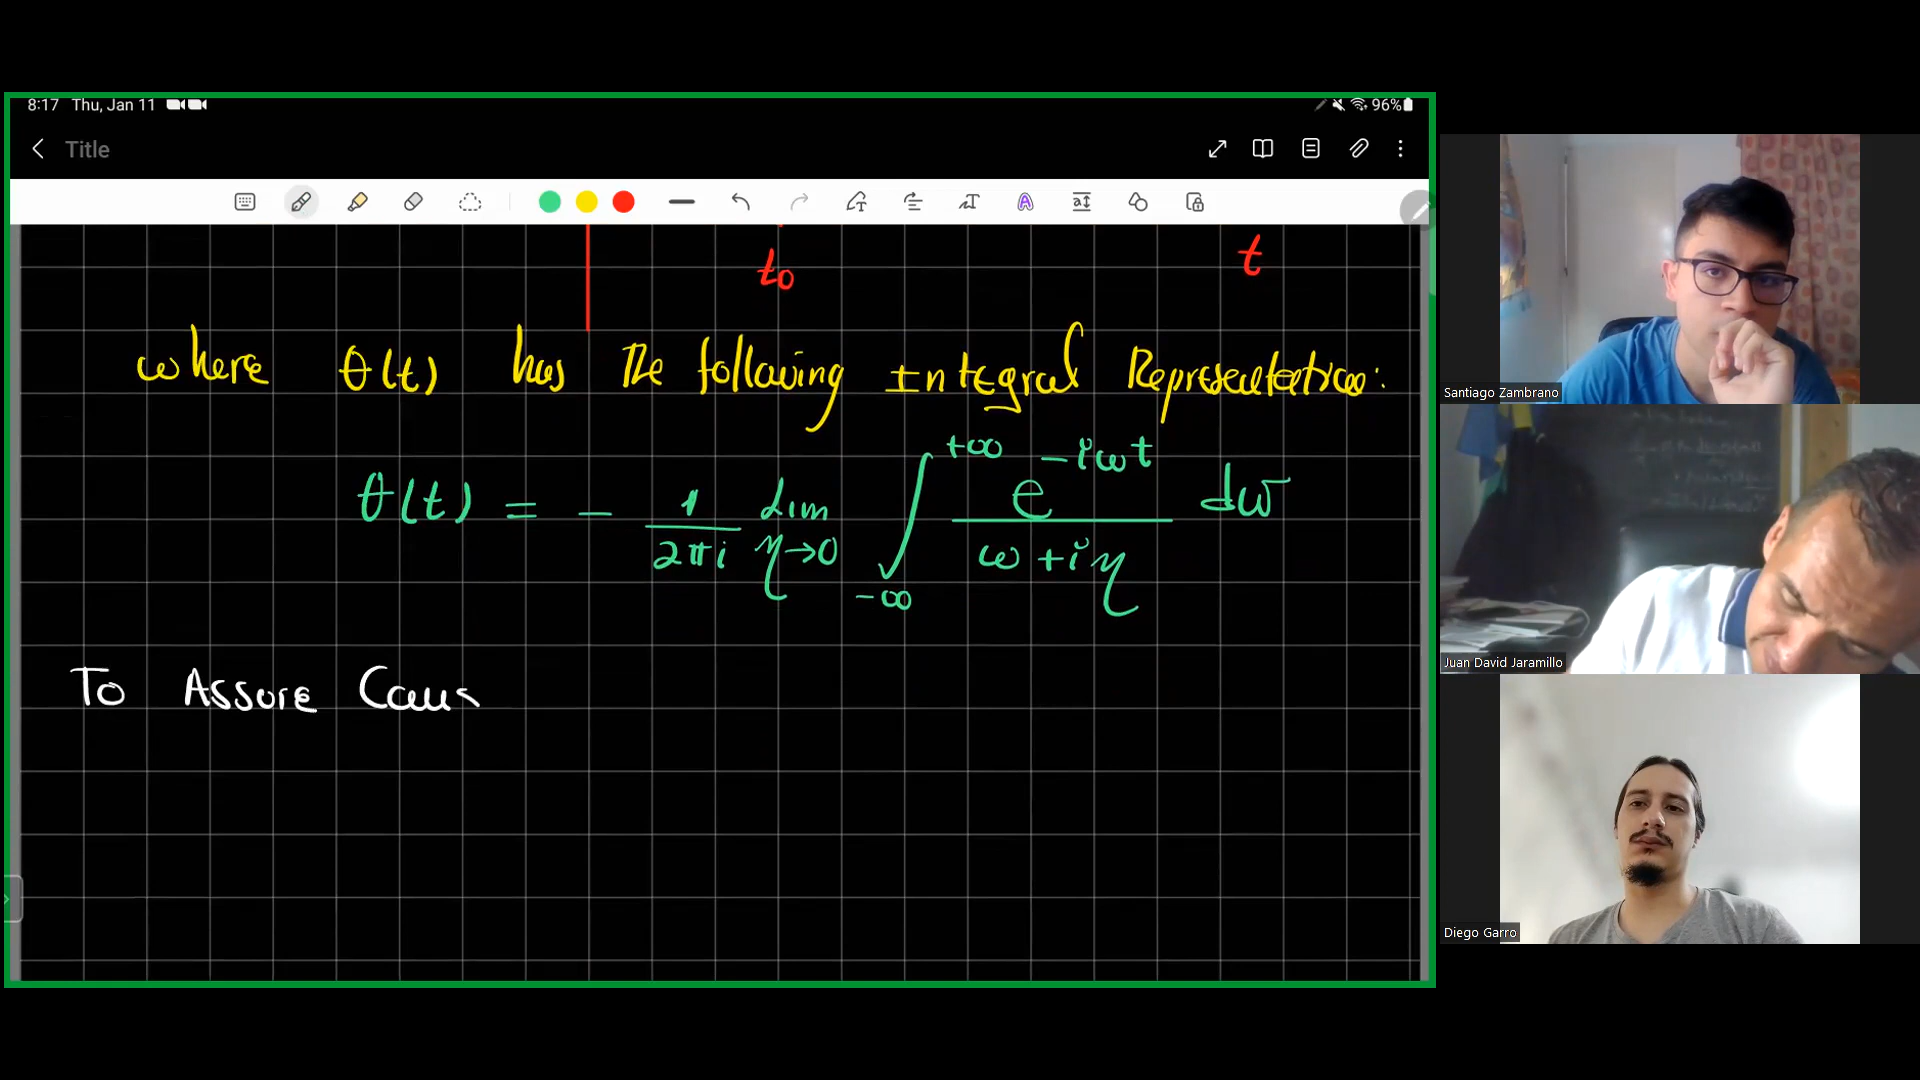 8:17 Thu, Jan 11 96%
Title
t₀ t
where θ(t) has the following Integral Representation:
θ(t) = - 1/2πi Lim η→0 ∫ -∞ +∞ e^-iωt / ω + iη dω
To Assure Caus
Santiago Zambrano
Juan David Jaramillo
Diego Garro